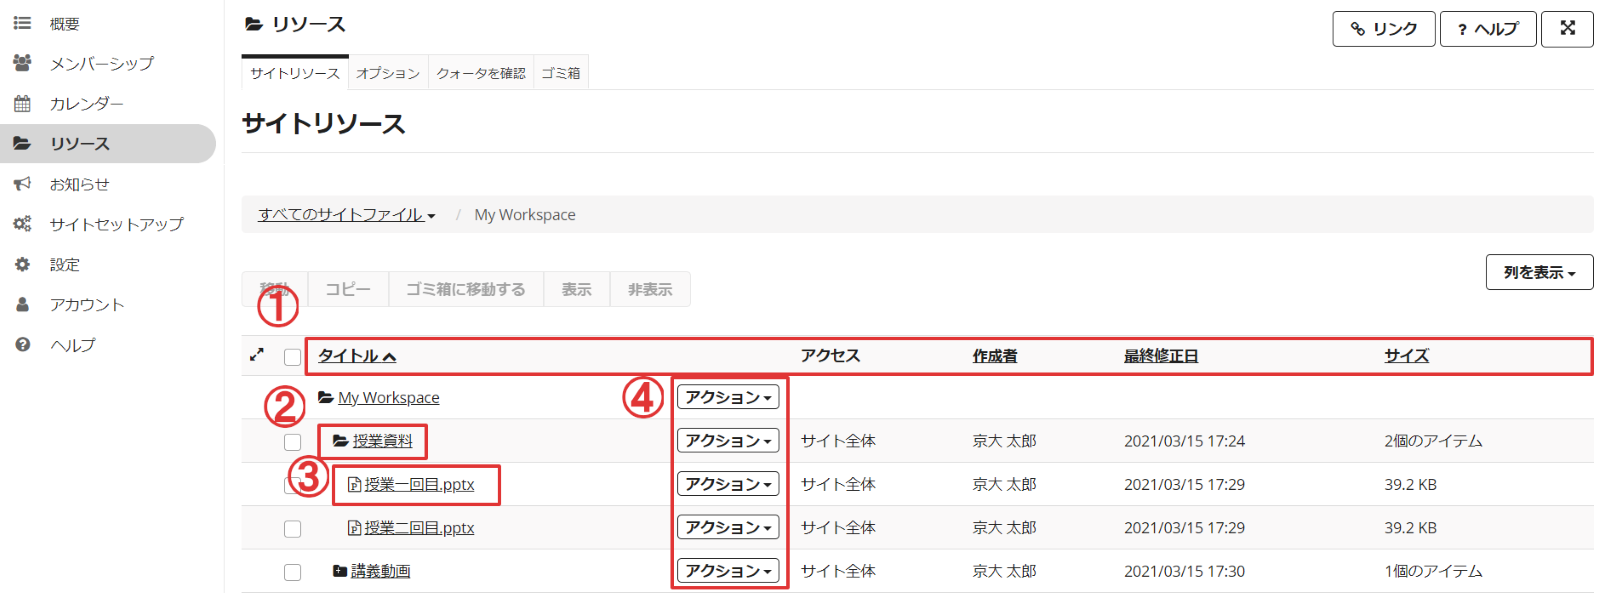 概要
メンバーシップ
カレンダー
リソース
お知らせ
サイトセットアップ
設定
アカウント
ヘルプ
リソース
リンク
? ヘルプ
サイトリソース オプション クォータを確認 ゴミ箱
サイトリソース
すべてのサイトファイル / My Workspace
列を表示
移動 コピー ゴミ箱に移動する 表示 非表示
①
タイトル アクセス 作成者 最終修正日 サイズ
② My Workspace ④ アクション
授業資料 アクション サイト全体 京大 太郎 2021/03/15 17:24 2個のアイテム
③ 授業一回目.pptx アクション サイト全体 京大 太郎 2021/03/15 17:29 39.2 KB
授業二回目.pptx アクション サイト全体 京大 太郎 2021/03/15 17:29 39.2 KB
講義動画 アクション サイト全体 京大 太郎 2021/03/15 17:30 1個のアイテム